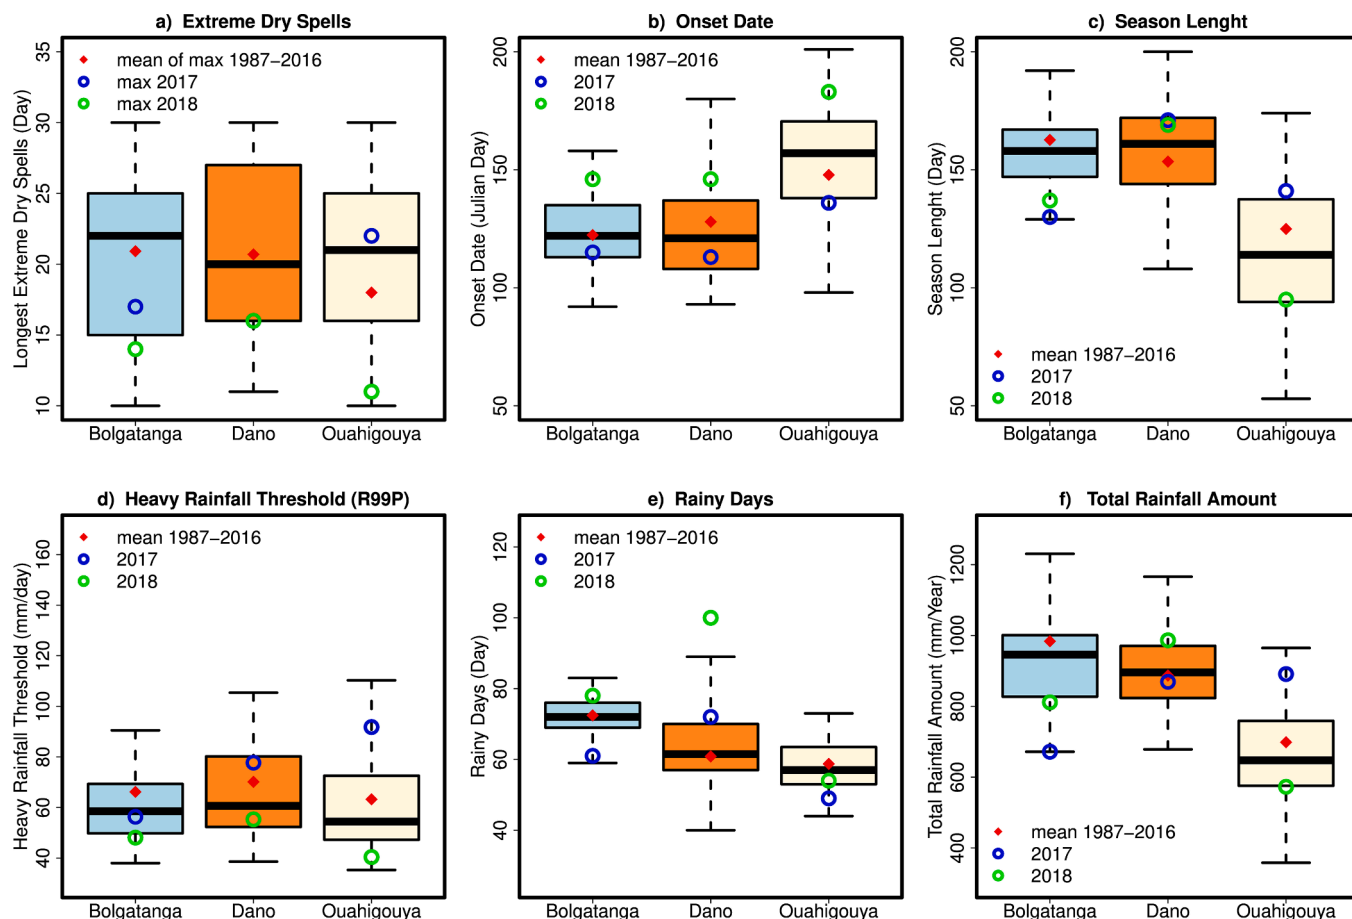 a)  Extreme Dry Spells
Longest Extreme Dry Spells (Day)
35
30
25
20
15
10
mean of max 1987−2016
max 2017
max 2018
Bolgatanga Dano Ouahigouya
b)  Onset Date
Onset Date (Julian Day)
200
150
100
50
mean 1987−2016
2017
2018
Bolgatanga Dano Ouahigouya
c)  Season Lenght
Season Lenght (Day)
200
150
100
50
mean 1987−2016
2017
2018
Bolgatanga Dano Ouahigouya
d)  Heavy Rainfall Threshold (R99P)
Heavy Rainfall Threshold (mm/day)
160
140
120
100
80
60
40
mean 1987−2016
2017
2018
Bolgatanga Dano Ouahigouya
e)  Rainy Days
Rainy Days (Day)
120
100
80
60
40
mean 1987−2016
2017
2018
Bolgatanga Dano Ouahigouya
f)  Total Rainfall Amount
Total Rainfall Amount (mm/Year)
1200
1000
800
600
400
mean 1987−2016
2017
2018
Bolgatanga Dano Ouahigouya